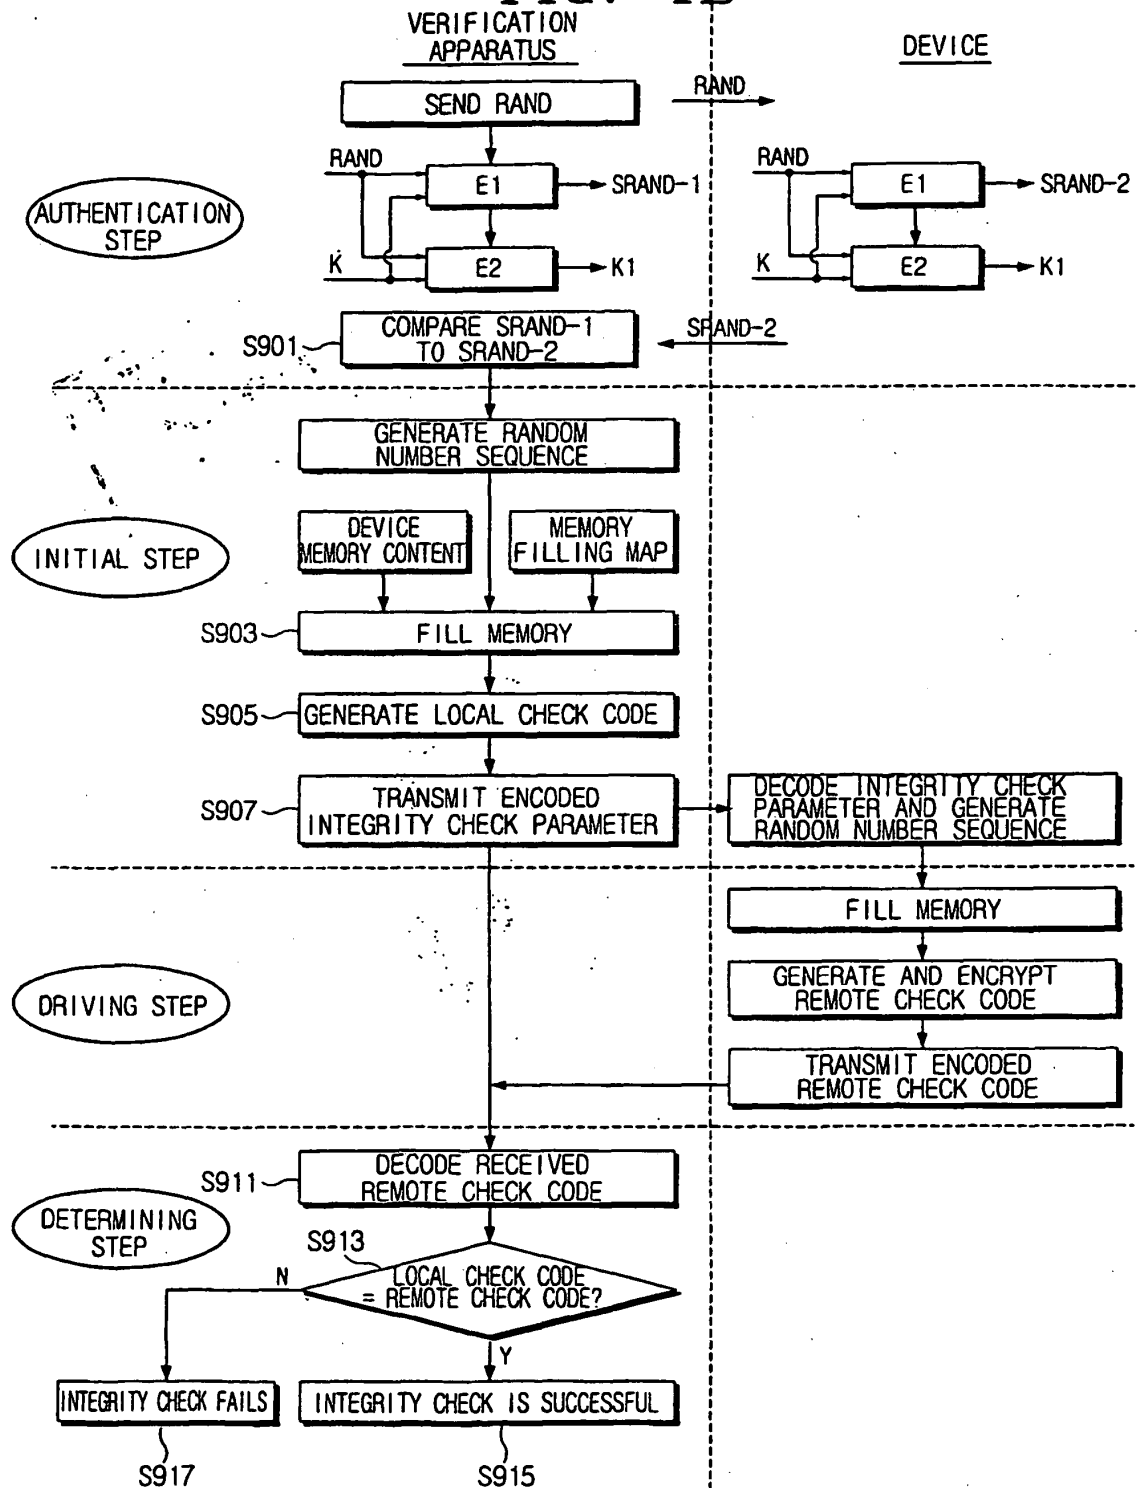 VERIFICATION
APPARATUS
DEVICE
SEND RAND
RAND
RAND
E1
SRAND-1
K
E2
K1
RAND
E1
SRAND-2
K
E2
K1
AUTHENTICATION
STEP
S901
COMPARE SRAND-1
TO SRAND-2
SRAND-2
GENERATE RANDOM
NUMBER SEQUENCE
INITIAL STEP
DEVICE
MEMORY CONTENT
MEMORY
FILLING MAP
S903
FILL MEMORY
S905
GENERATE LOCAL CHECK CODE
S907
TRANSMIT ENCODED
INTEGRITY CHECK PARAMETER
DECODE INTEGRITY CHECK
PARAMETER AND GENERATE
RANDOM NUMBER SEQUENCE
DRIVING STEP
FILL MEMORY
GENERATE AND ENCRYPT
REMOTE CHECK CODE
TRANSMIT ENCODED
REMOTE CHECK CODE
DETERMINING
STEP
S911
DECODE RECEIVED
REMOTE CHECK CODE
S913
LOCAL CHECK CODE
= REMOTE CHECK CODE?
N
Y
INTEGRITY CHECK FAILS
INTEGRITY CHECK IS SUCCESSFUL
S917
S915